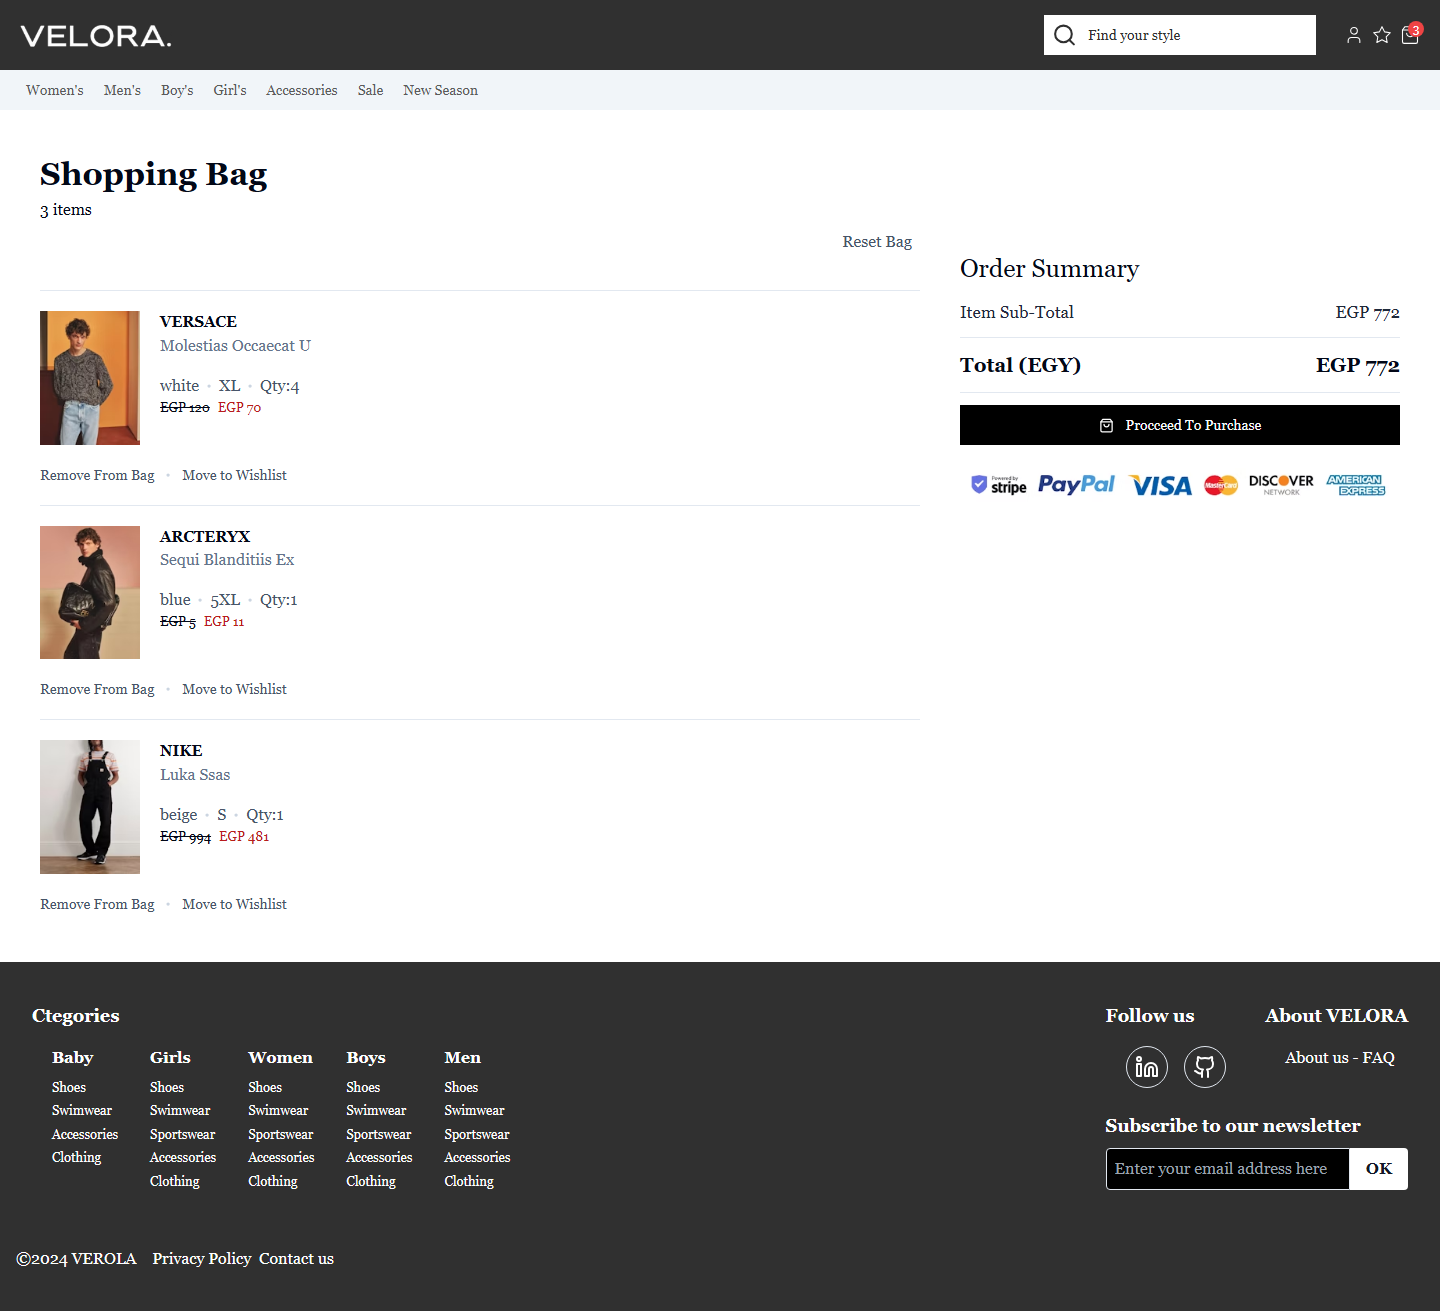 VELORA.
Find your style
3
Women's Men's Boy's Girl's Accessories Sale New Season
Shopping Bag
3 items
Reset Bag
VERSACE
Molestias Occaecat U
white • XL • Qty:4
EGP 120 EGP 70
Remove From Bag • Move to Wishlist
ARCTERYX
Sequi Blanditiis Ex
blue • 5XL • Qty:1
EGP 5 EGP 11
Remove From Bag • Move to Wishlist
NIKE
Luka Ssas
beige • S • Qty:1
EGP 994 EGP 481
Remove From Bag • Move to Wishlist
Order Summary
Item Sub-Total EGP 772
Total (EGY) EGP 772
Procceed To Purchase
Powered by stripe PayPal VISA MasterCard DISCOVER NETWORK AMERICAN EXPRESS
Ctegories
Baby
Shoes
Swimwear
Accessories
Clothing
Girls
Shoes
Swimwear
Sportswear
Accessories
Clothing
Women
Shoes
Swimwear
Sportswear
Accessories
Clothing
Boys
Shoes
Swimwear
Sportswear
Accessories
Clothing
Men
Shoes
Swimwear
Sportswear
Accessories
Clothing
Follow us
in
About VELORA
About us - FAQ
Subscribe to our newsletter
Enter your email address here OK
©2024 VEROLA Privacy Policy Contact us